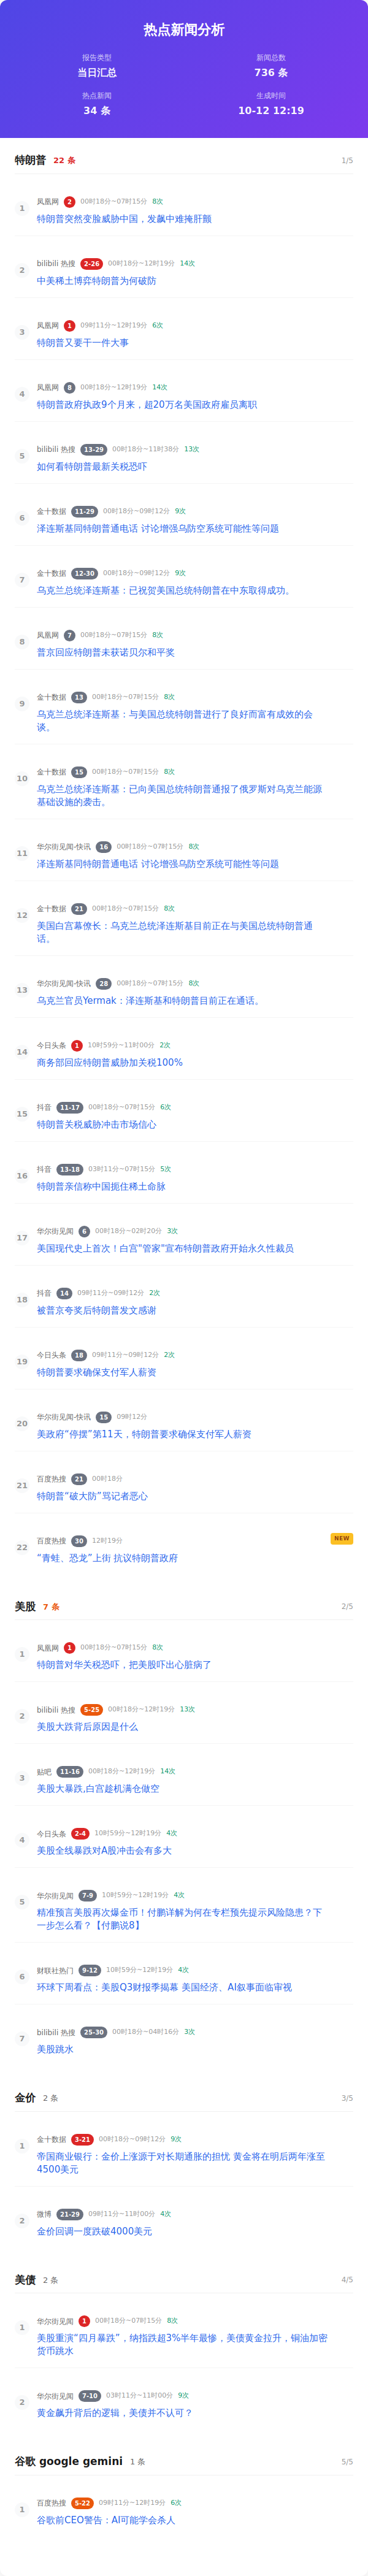 热点新闻分析
报告类型
新闻总数
当日汇总
736 条
热点新闻
生成时间
34 条
10-12 12:19
特朗普 22 条 1/5
1 凤凰网 2 00时18分~07时15分 8次
特朗普突然变脸威胁中国，发飙中难掩肝颤
2 bilibili 热搜 2-26 00时18分~12时19分 14次
中美稀土博弈特朗普为何破防
3 凤凰网 1 09时11分~12时19分 6次
特朗普又要干一件大事
4 凤凰网 8 00时18分~12时19分 14次
特朗普政府执政9个月来，超20万名美国政府雇员离职
5 bilibili 热搜 13-29 00时18分~11时38分 13次
如何看特朗普最新关税恐吓
6 金十数据 11-29 00时18分~09时12分 9次
泽连斯基同特朗普通电话 讨论增强乌防空系统可能性等问题
7 金十数据 12-30 00时18分~09时12分 9次
乌克兰总统泽连斯基：已祝贺美国总统特朗普在中东取得成功。
8 凤凰网 7 00时18分~07时15分 8次
普京回应特朗普未获诺贝尔和平奖
9 金十数据 13 00时18分~07时15分 8次
乌克兰总统泽连斯基：与美国总统特朗普进行了良好而富有成效的会
谈。
10 金十数据 15 00时18分~07时15分 8次
乌克兰总统泽连斯基：已向美国总统特朗普通报了俄罗斯对乌克兰能源
基础设施的袭击。
11 华尔街见闻-快讯 16 00时18分~07时15分 8次
泽连斯基同特朗普通电话 讨论增强乌防空系统可能性等问题
12 金十数据 21 00时18分~07时15分 8次
美国白宫幕僚长：乌克兰总统泽连斯基目前正在与美国总统特朗普通
话。
13 华尔街见闻-快讯 28 00时18分~07时15分 8次
乌克兰官员Yermak：泽连斯基和特朗普目前正在通话。
14 今日头条 1 10时59分~11时00分 2次
商务部回应特朗普威胁加关税100%
15 抖音 11-17 00时18分~07时15分 6次
特朗普关税威胁冲击市场信心
16 抖音 13-18 03时11分~07时15分 5次
特朗普亲信称中国扼住稀土命脉
17 华尔街见闻 6 00时18分~02时20分 3次
美国现代史上首次！白宫"管家"宣布特朗普政府开始永久性裁员
18 抖音 14 09时11分~09时12分 2次
被普京夸奖后特朗普发文感谢
19 今日头条 18 09时11分~09时12分 2次
特朗普要求确保支付军人薪资
20 华尔街见闻-快讯 15 09时12分
美政府“停摆”第11天，特朗普要求确保支付军人薪资
21 百度热搜 21 00时18分
特朗普“破大防”骂记者恶心
22 百度热搜 30 12时19分 NEW
“青蛙、恐龙”上街 抗议特朗普政府
美股 7 条 2/5
1 凤凰网 1 00时18分~07时15分 8次
特朗普对华关税恐吓，把美股吓出心脏病了
2 bilibili 热搜 5-25 00时18分~12时19分 13次
美股大跌背后原因是什么
3 贴吧 11-16 00时18分~12时19分 14次
美股大暴跌,白宫趁机满仓做空
4 今日头条 2-4 10时59分~12时19分 4次
美股全线暴跌对A股冲击会有多大
5 华尔街见闻 7-9 10时59分~12时19分 4次
精准预言美股再次爆金币！付鹏详解为何在专栏预先提示风险隐患？下
一步怎么看？【付鹏说8】
6 财联社热门 9-12 10时59分~12时19分 4次
环球下周看点：美股Q3财报季揭幕 美国经济、AI叙事面临审视
7 bilibili 热搜 25-30 00时18分~04时16分 3次
美股跳水
金价 2 条 3/5
1 金十数据 3-21 00时18分~09时12分 9次
帝国商业银行：金价上涨源于对长期通胀的担忧 黄金将在明后两年涨至
4500美元
2 微博 21-29 09时11分~11时00分 4次
金价回调一度跌破4000美元
美债 2 条 4/5
1 华尔街见闻 1 00时18分~07时15分 8次
美股重演“四月暴跌”，纳指跌超3%半年最惨，美债黄金拉升，铜油加密
货币跳水
2 华尔街见闻 7-10 03时11分~11时00分 9次
黄金飙升背后的逻辑，美债并不认可？
谷歌 google gemini 1 条 5/5
1 百度热搜 5-22 09时11分~12时19分 6次
谷歌前CEO警告：AI可能学会杀人